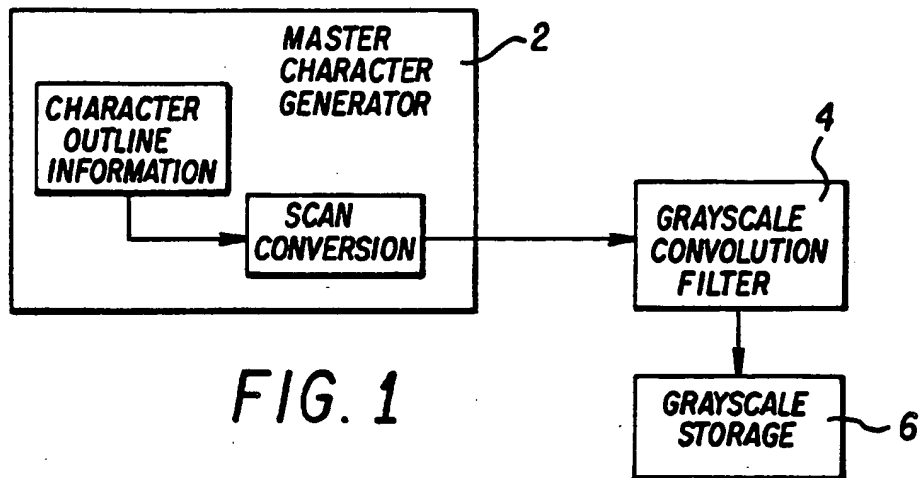 MASTER
CHARACTER
GENERATOR
2
CHARACTER
OUTLINE
INFORMATION
SCAN
CONVERSION
4
GRAYSCALE
CONVOLUTION
FILTER
GRAYSCALE
STORAGE
6
FIG. 1